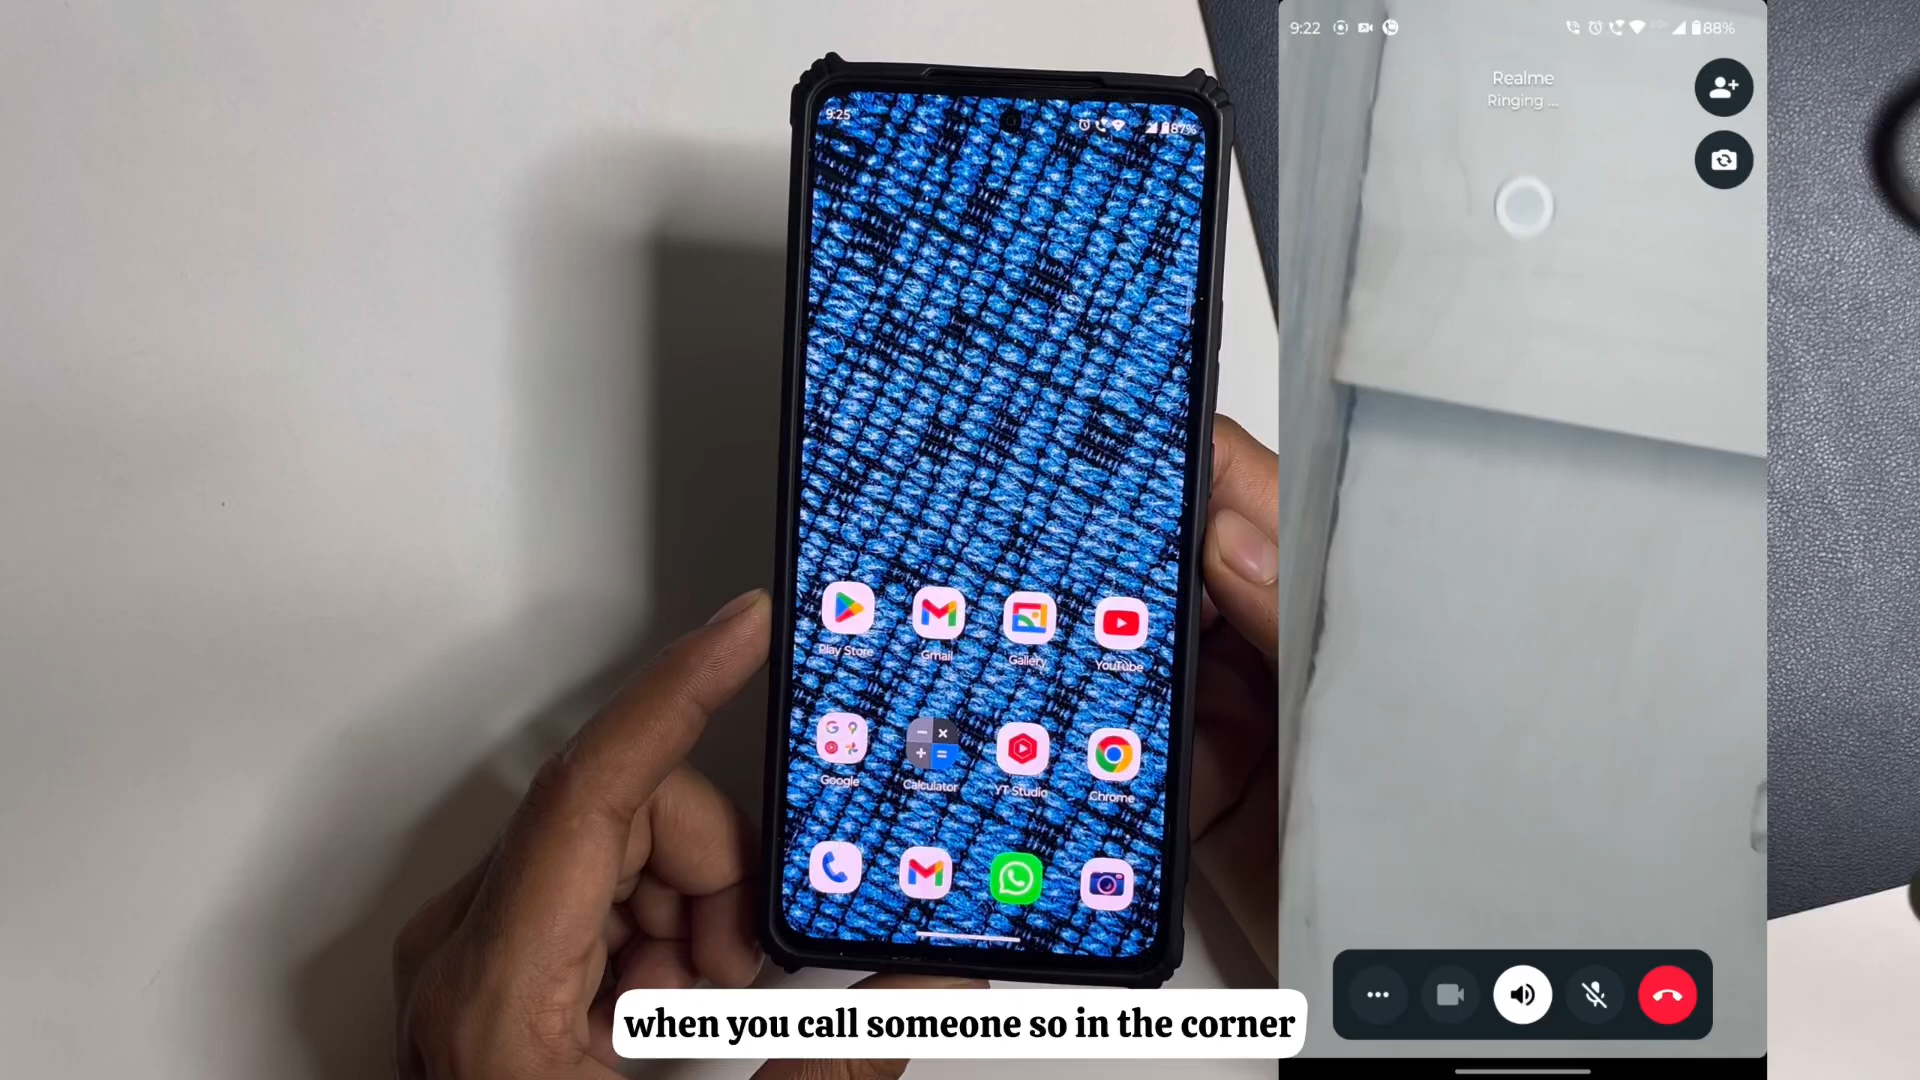 9:25
87%
Play Store
Gmail
Gallery
YouTube
Google
Calculator
YT Studio
Chrome
9:22
88%
Realme
Ringing ...
when you call someone so in the corner